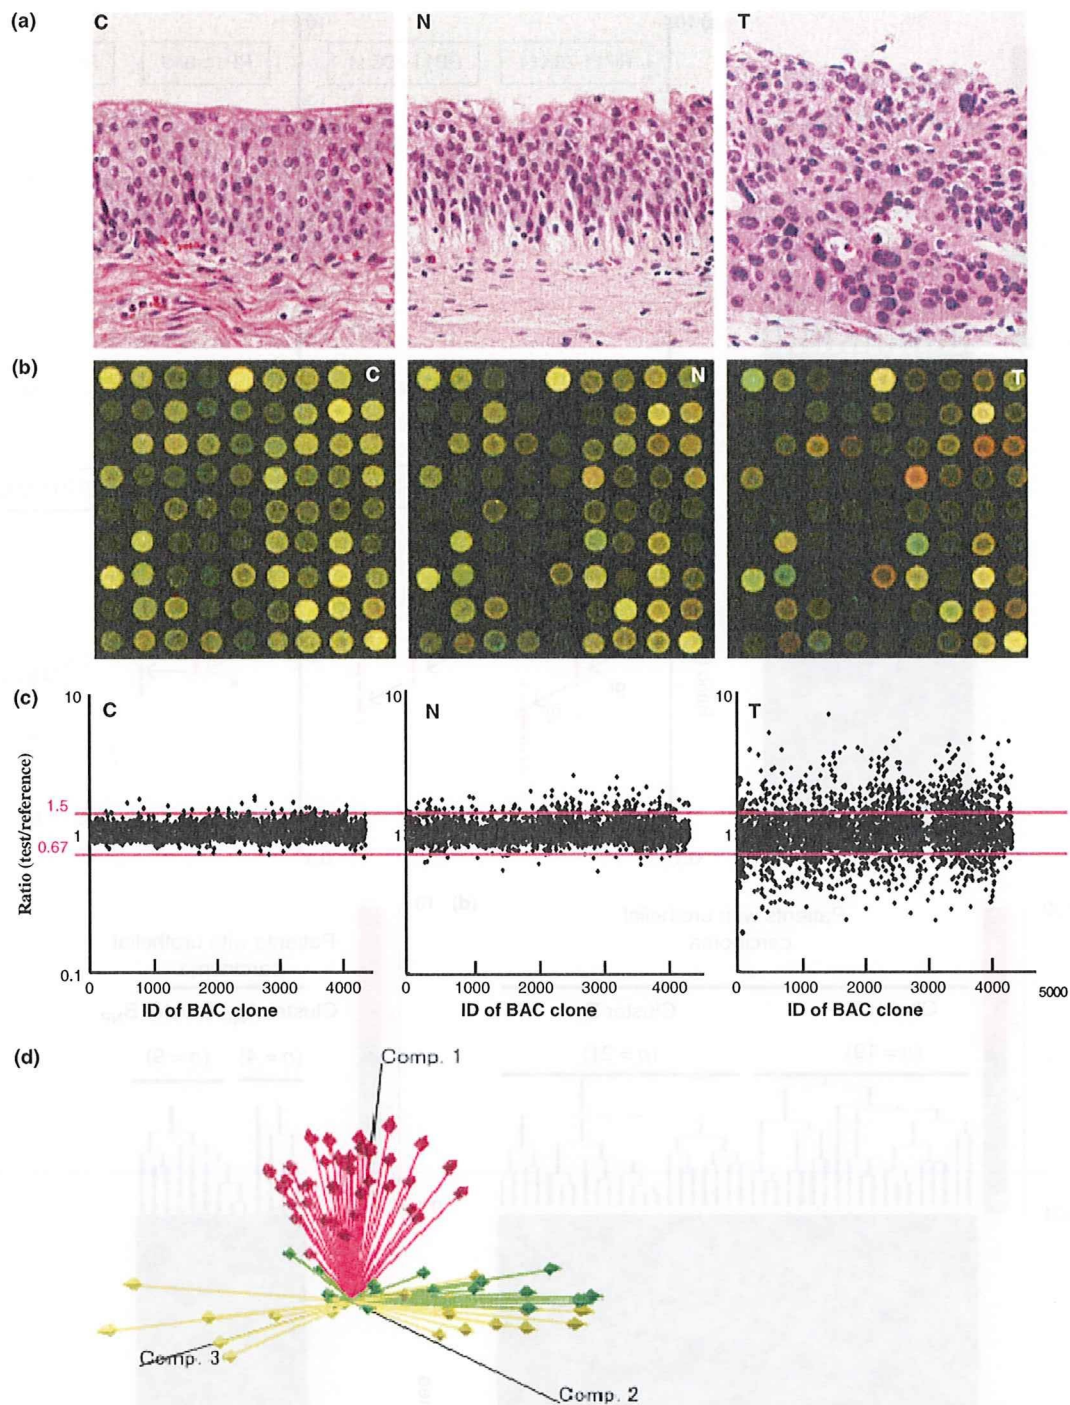 (a)
C
N
T
(b)
C
N
T
(c)
Ratio (test/reference)
10
1.5
1
0.67
0.1
C
0 1000 2000 3000 4000
ID of BAC clone
10
1
N
0 1000 2000 3000 4000
ID of BAC clone
10
1
T
0 1000 2000 3000 4000 5000
ID of BAC clone
(d)
Comp. 1
Comp. 3
Comp. 2